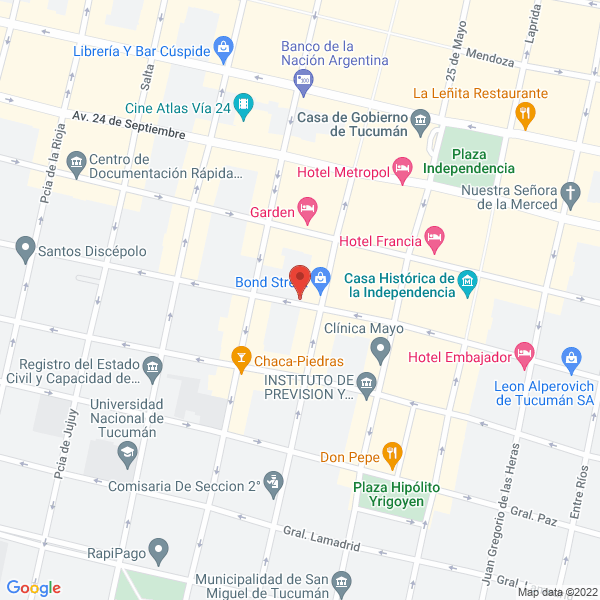 Librería Y Bar Cúspide
Salta
Banco de la
Nación Argentina
25 de Mayo
Mendoza
Laprida
Cine Atlas Vía 24
Av. 24 de Septiembre
La Leñita Restaurante
Casa de Gobierno
de Tucumán
Pcia de la Rioja
Centro de
Documentación Rápida...
Plaza
Independencia
Hotel Metropol
Nuestra Señora
de la Merced
Garden
Hotel Francia
Santos Discépolo
Bond Stre
Casa Histórica de
la Independencia
Clínica Mayo
Hotel Embajador
Chaca-Piedras
Registro del Estado
Civil y Capacidad de...
INSTITUTO DE
PREVISION Y...
Leon Alperovich
de Tucumán SA
Pcia de Jujuy
Universidad
Nacional de
Tucumán
Don Pepe
Comisaria De Seccion 2°
Plaza Hipólito
Yrigoyen
Juan Gregorio de las Heras
Entre Ríos
Gral. Paz
Gral. Lamadrid
RapiPago
Municipalidad de San
Miguel de Tucumán
Gral. Lama
Google
Map data ©2022